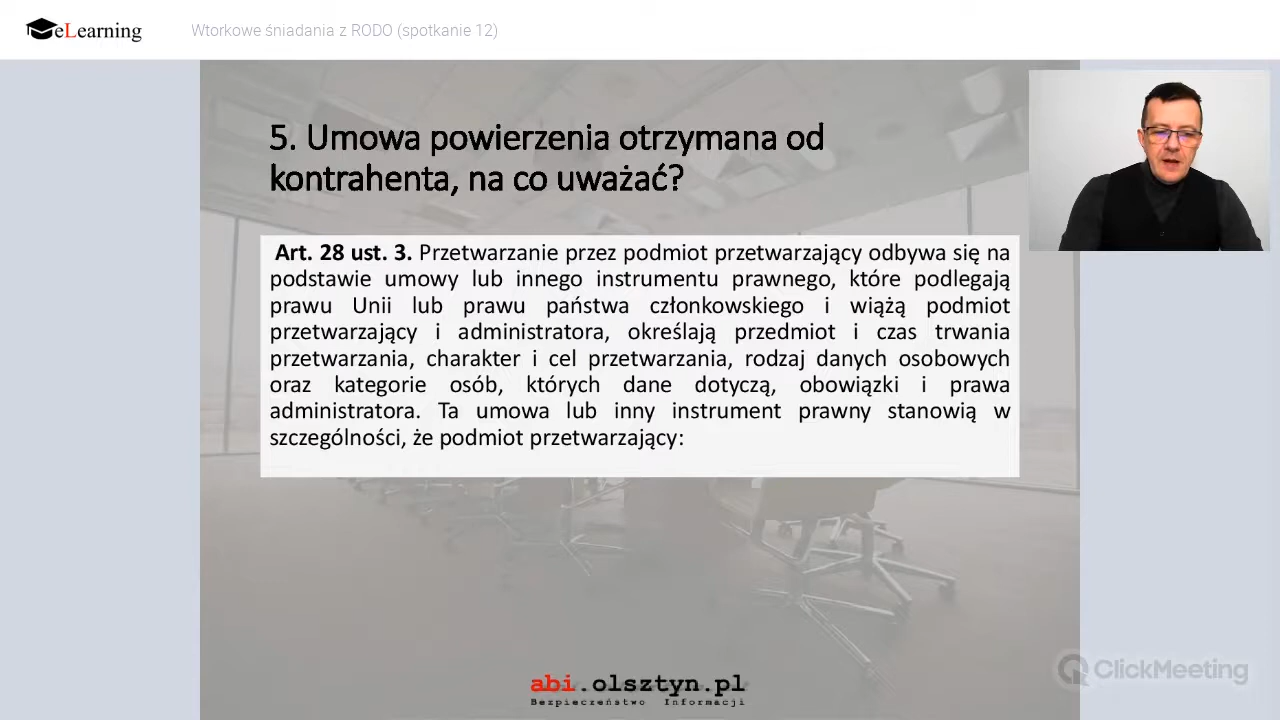 eLearning
Wtorkowe śniadania z RODO (spotkanie 12)
5. Umowa powierzenia otrzymana od
kontrahenta, na co uważać?
Art. 28 ust. 3. Przetwarzanie przez podmiot przetwarzający odbywa się na
podstawie umowy lub innego instrumentu prawnego, które podlegają
prawu Unii lub prawu państwa członkowskiego i wiążą podmiot
przetwarzający i administratora, określają przedmiot i czas trwania
przetwarzania, charakter i cel przetwarzania, rodzaj danych osobowych
oraz kategorie osób, których dane dotyczą, obowiązki i prawa
administratora. Ta umowa lub inny instrument prawny stanowią w
szczególności, że podmiot przetwarzający:
abi.olsztyn.pl
Bezpieczeństwo Informacji
ClickMeeting